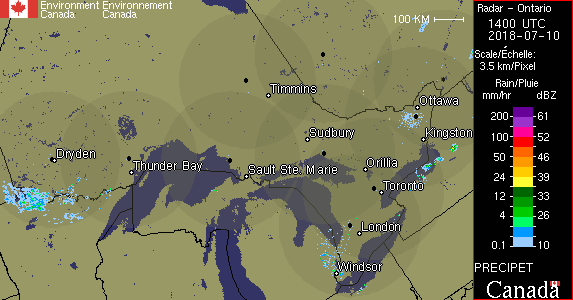 Environment Environnement
Canada Canada
100 KM
Timmins
Ottawa
Sudbury
Kingston
Dryden
Thunder Bay
Sault Ste. Marie
Orillia
Toronto
London
Windsor
Radar - Ontario
1400 UTC
2018-07-10
Scale/Échelle:
3.5 km/Pixel
Rain/Pluie
mm/hr dBZ
200 61
100 52
50 46
24 39
12 33
4 26
0.1 10
PRECIPET
Canada